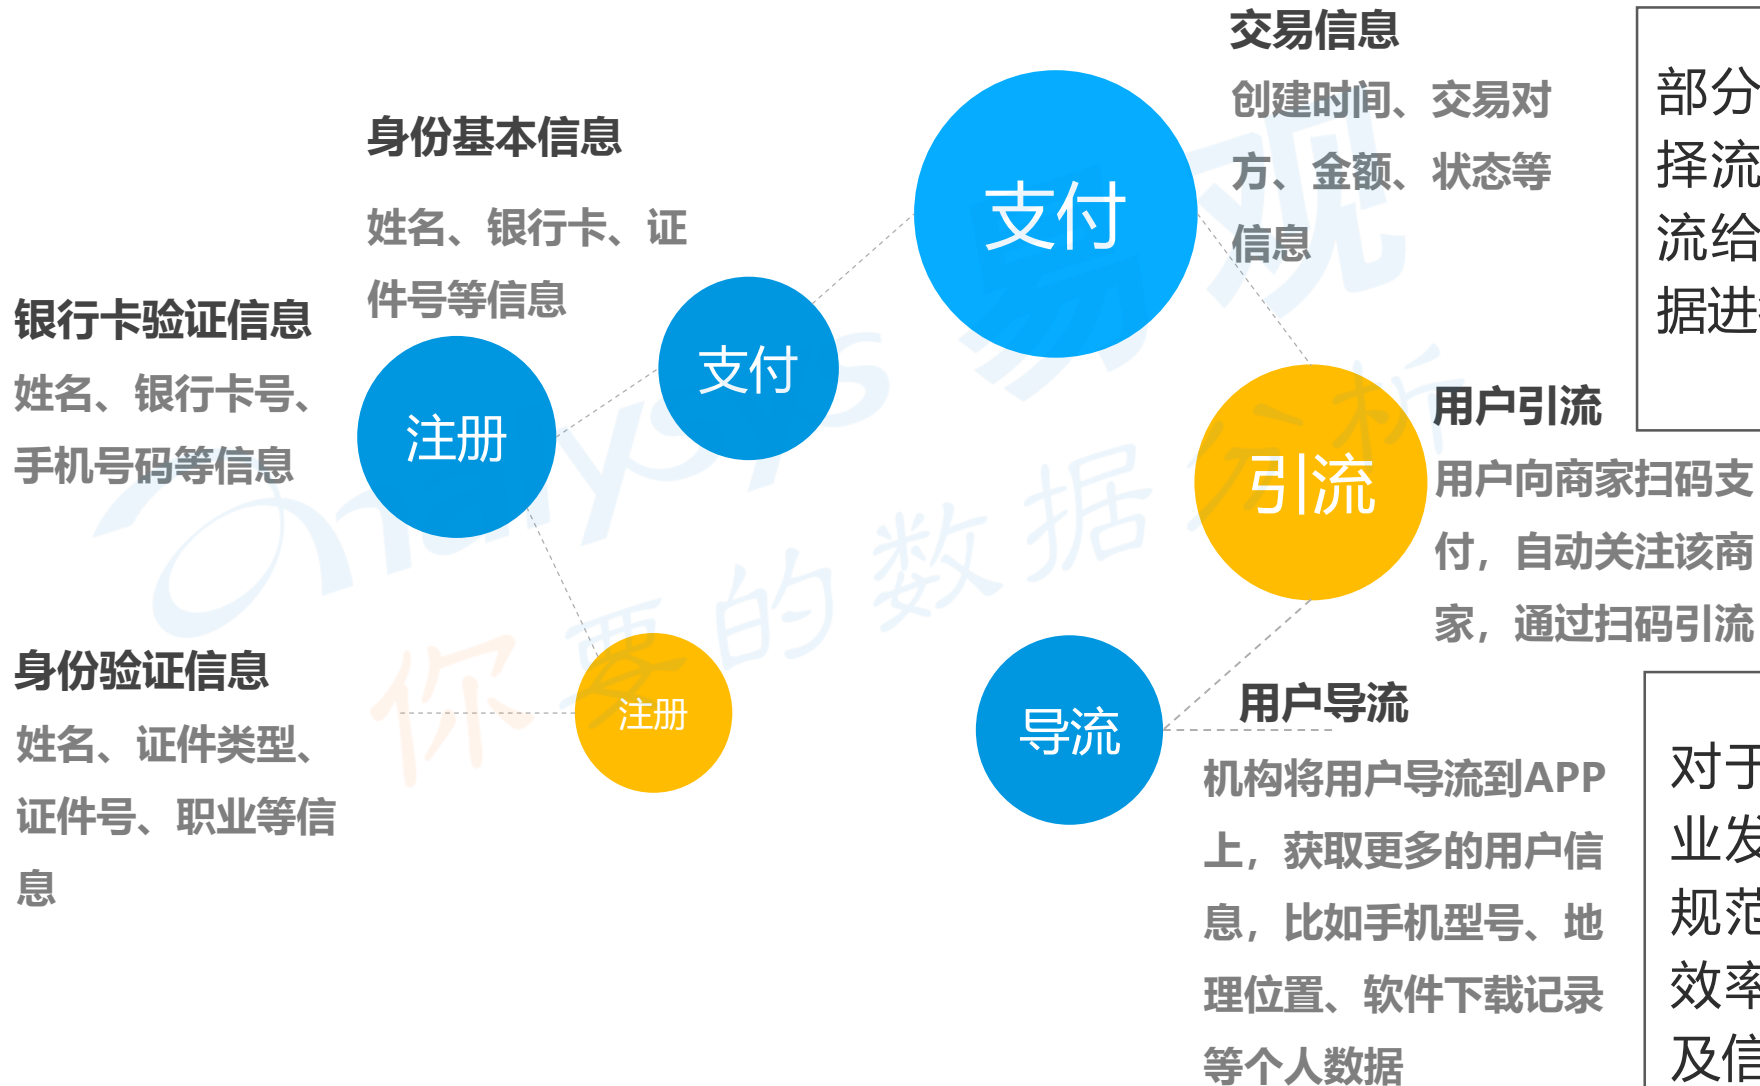 交易信息
创建时间、交易对
方、金额、状态等
信息
部分
择流
流给
据进
身份基本信息
姓名、银行卡、证
件号等信息
支付
支付
银行卡验证信息
姓名、银行卡号、
手机号码等信息
注册
用户引流
用户向商家扫码支
付，自动关注该商
家，通过扫码引流
引流
身份验证信息
姓名、证件类型、
证件号、职业等信
息
注册
导流
用户导流
机构将用户导流到APP
上，获取更多的用户信
息，比如手机型号、地
理位置、软件下载记录
等个人数据
对于
业发
规范
效率
及信
analysys 易观
你要的数据分析